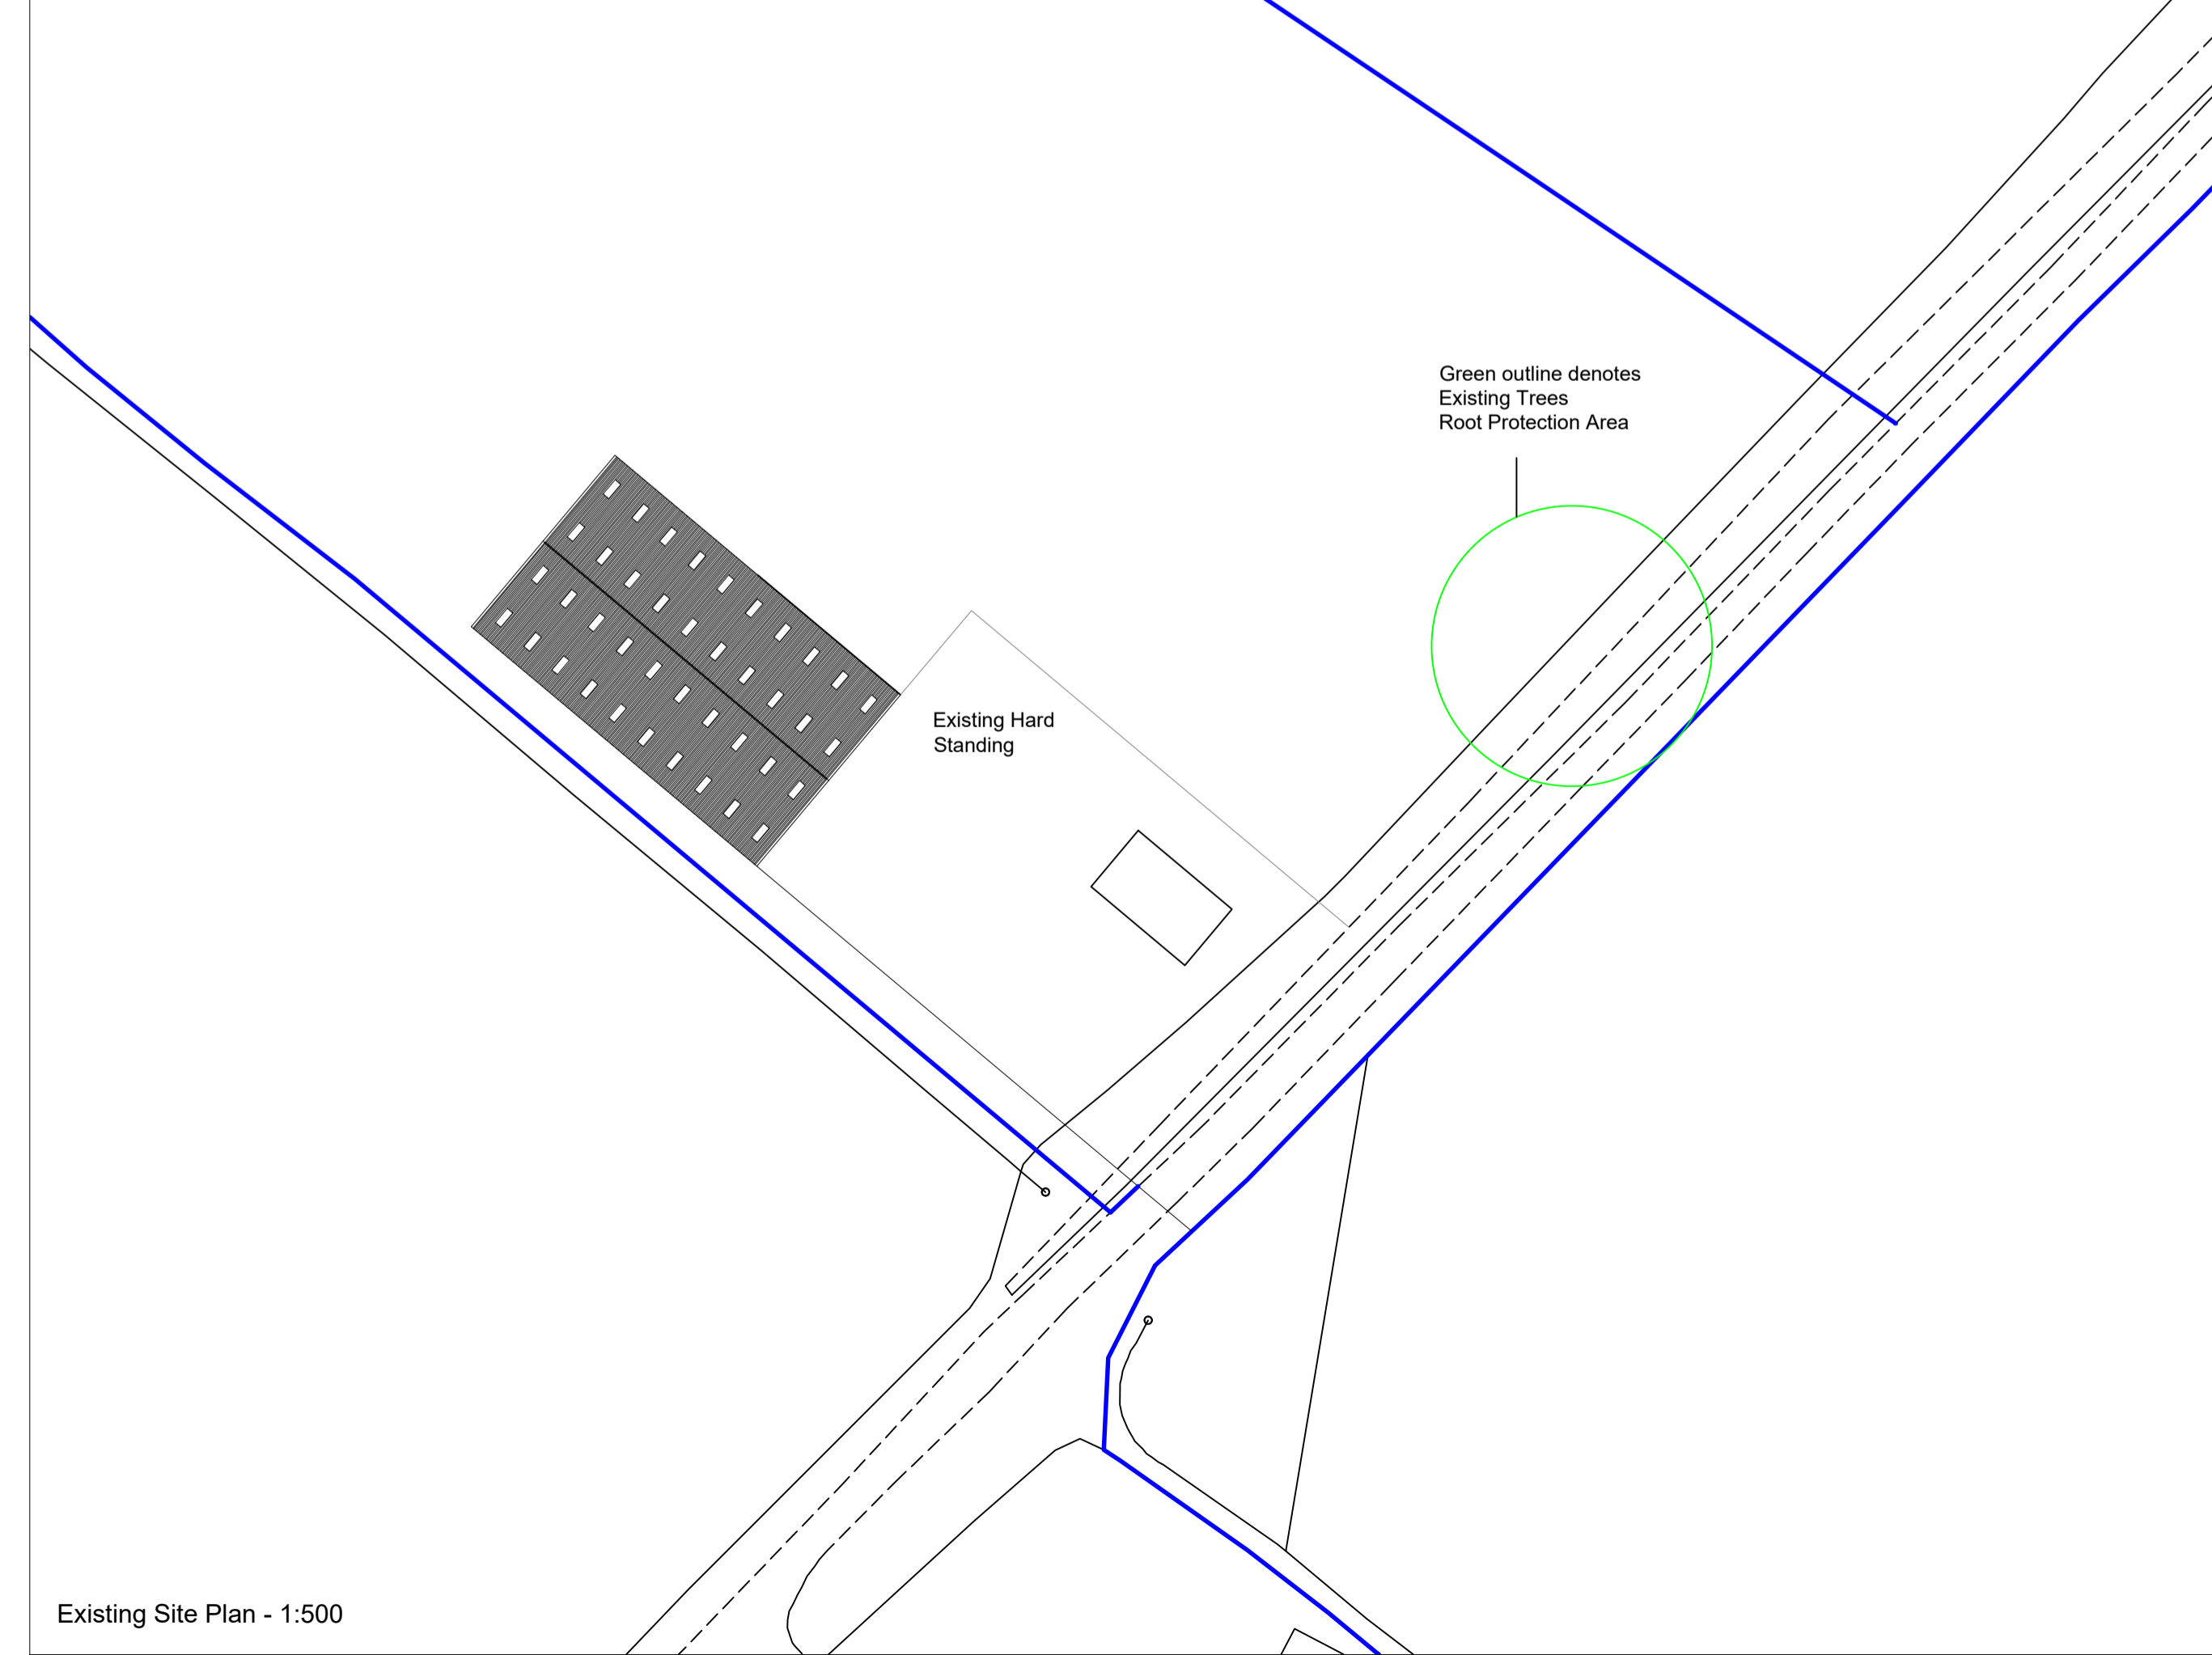 Green outline denotes
Existing Trees
Root Protection Area
Existing Hard
Standing
Existing Site Plan - 1:500